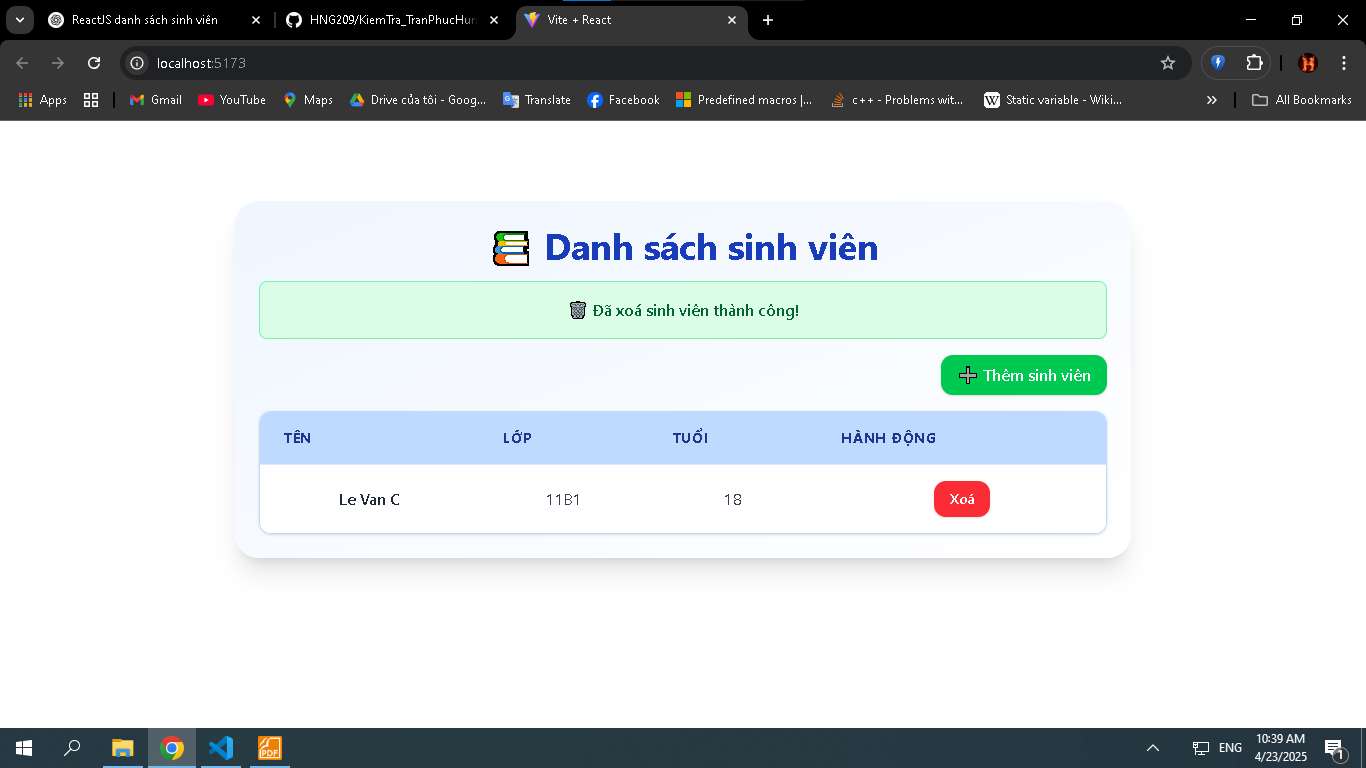 ReactJS danh sách sinh viên
HNG209/KiemTra_TranPhucHun
Vite + React
localhost:5173
Apps
Gmail
YouTube
Maps
Drive của tôi - Goog...
Translate
Facebook
Predefined macros |...
c++ - Problems wit...
W
Static variable - Wiki...
»
All Bookmarks
📚 Danh sách sinh viên
🗑️ Đã xoá sinh viên thành công!
➕ Thêm sinh viên
TÊN LỚP TUỔI HÀNH ĐỘNG
Le Van C 11B1 18 Xoá
PDF
ENG
10:39 AM
4/23/2025
1